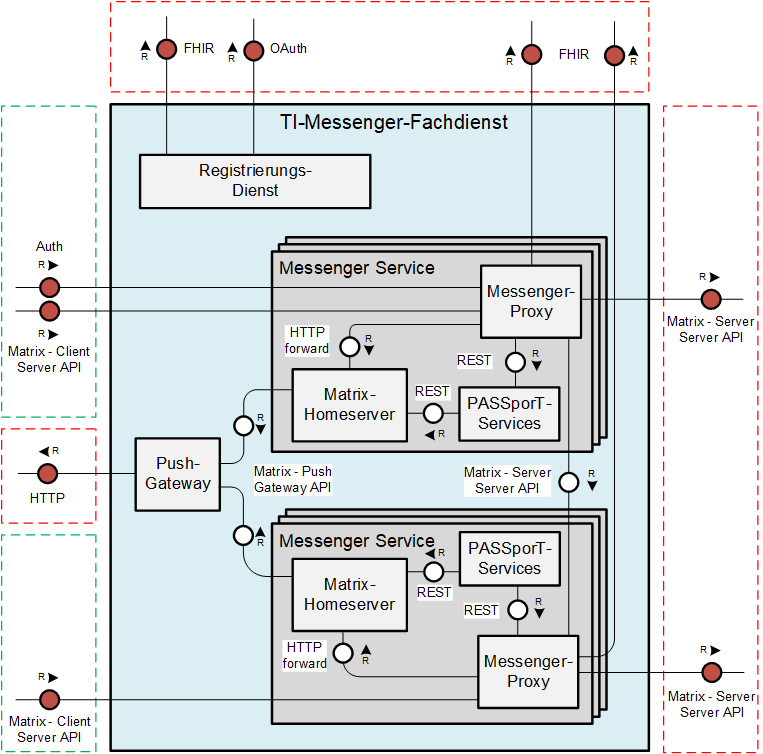 FHIR
OAuth
FHIR
R
R
R
R
TI-Messenger-Fachdienst
Registrierungs-
Dienst
Auth
R
R
Matrix - Client
Server API
Messenger Service
Messenger-
Proxy
R
Matrix - Server
Server API
HTTP
forward
R
REST
R
Matrix-
Homeserver
REST
R
PASSporT-
Services
R
HTTP
Push-
Gateway
R
Matrix - Push
Gateway API
R
Matrix - Server
Server API
R
Messenger Service
R
REST
PASSporT-
Services
Matrix-
Homeserver
REST
R
HTTP
forward
R
Messenger-
Proxy
R
Matrix - Client
Server API
R
Matrix - Server
Server API